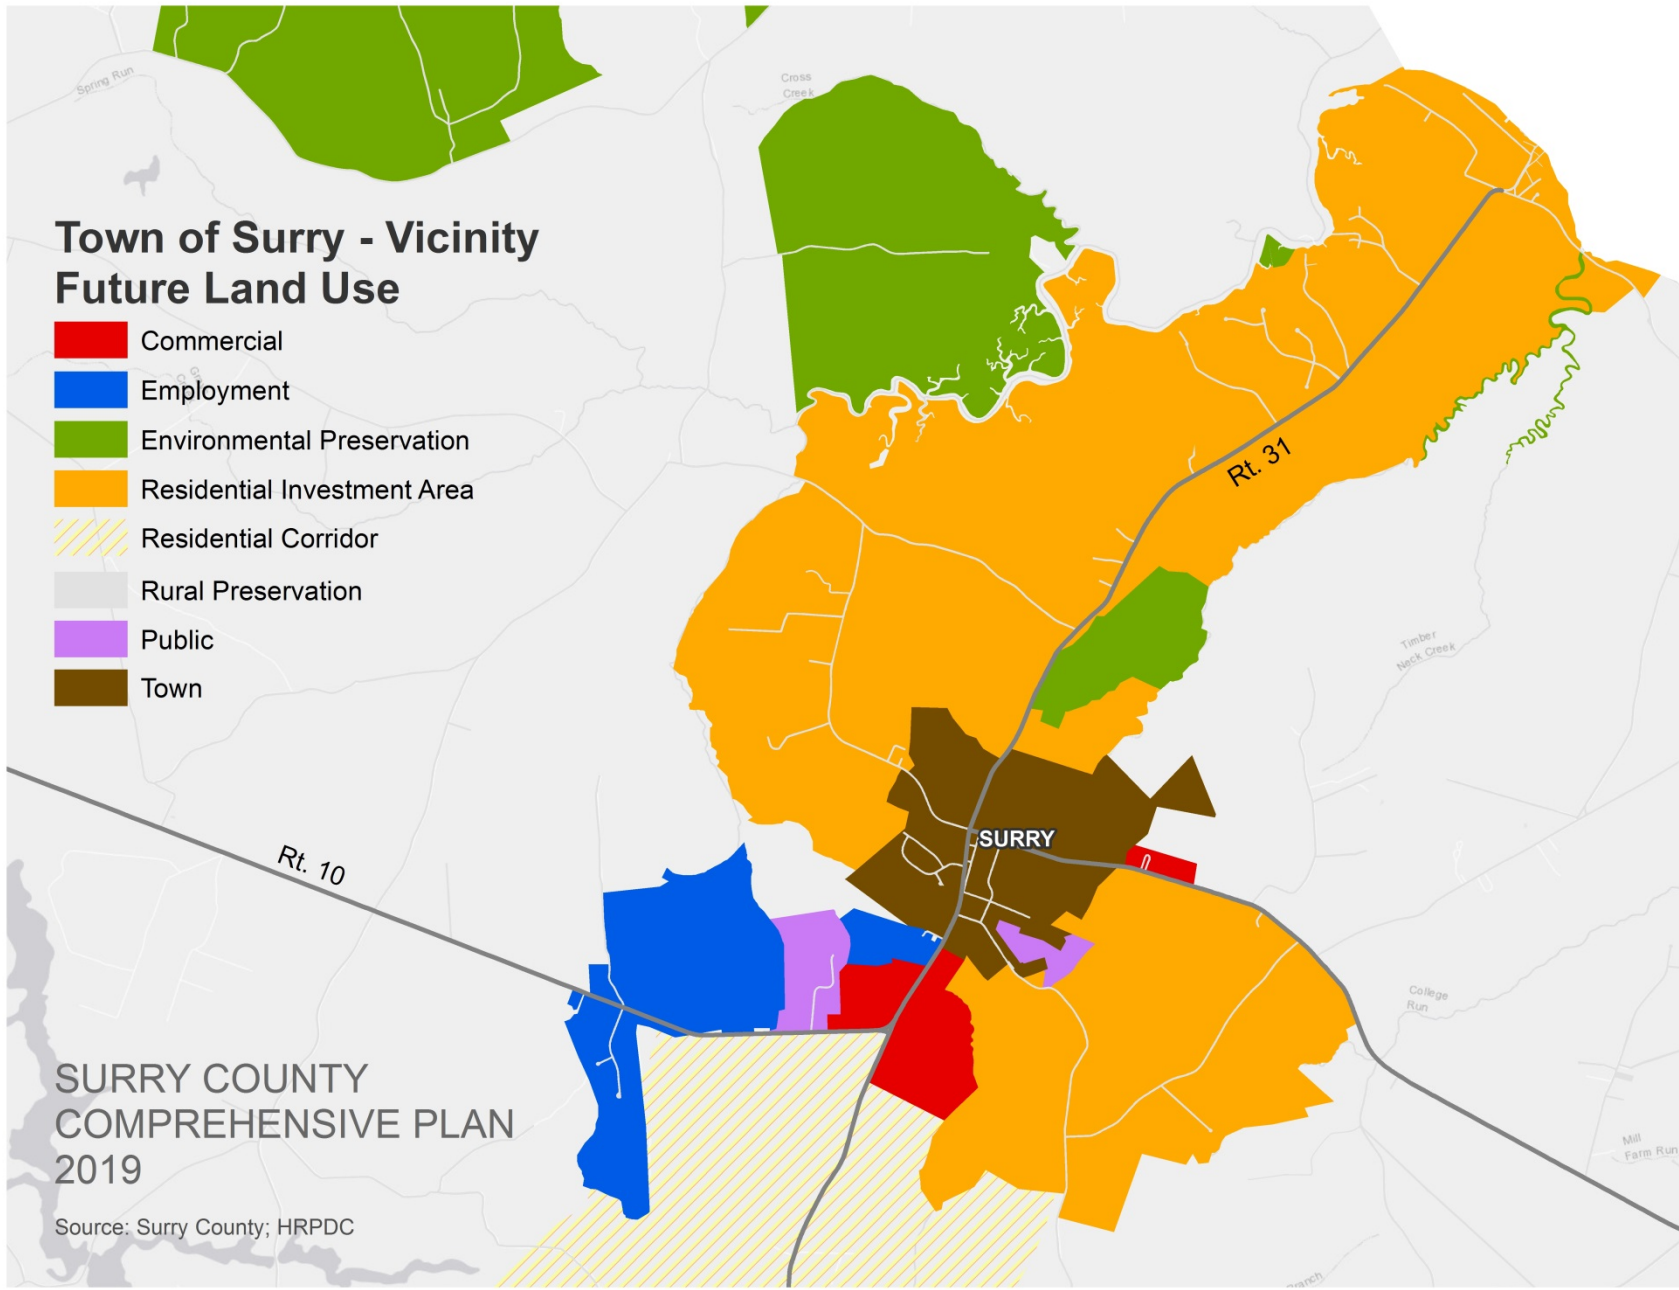 Cross
Creek
Spring Run
Town of Surry - Vicinity
Future Land Use
Commercial
Employment
Environmental Preservation
Residential Investment Area
Residential Corridor
Rural Preservation
Public
Town
Rt. 31
Timber
Neck Creek
SURRY
Rt. 10
College
Run
SURRY COUNTY
COMPREHENSIVE PLAN
2019
Mill
Farm Run
Source: Surry County; HRPDC